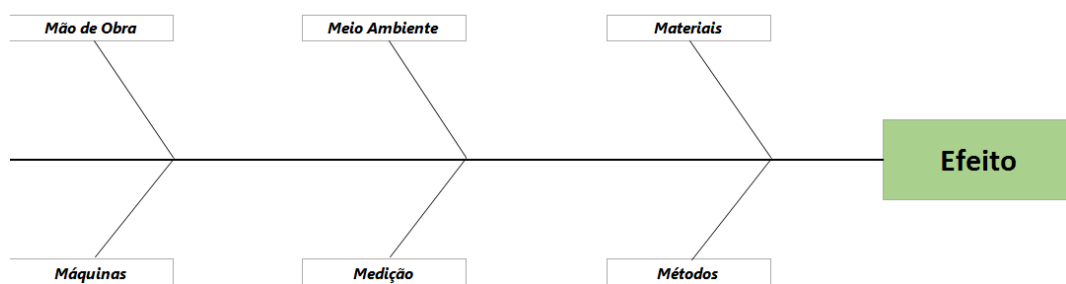 Mão de Obra
Meio Ambiente
Materiais
Efeito
Máquinas
Medição
Métodos